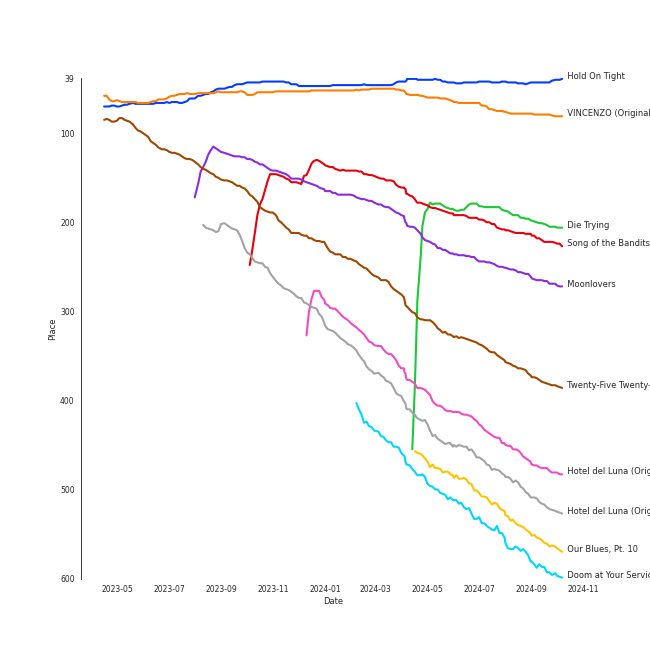 39
100
200
300
400
500
600
Place
2023-05
2023-07
2023-09
2023-11
2024-01
2024-03
2024-05
2024-07
2024-09
2024-11
Date
Hold On Tight
VINCENZO (Original
Die Trying
Song of the Bandits
Moonlovers
Twenty-Five Twenty-
Hotel del Luna (Orig
Hotel del Luna (Orig
Our Blues, Pt. 10
Doom at Your Servic